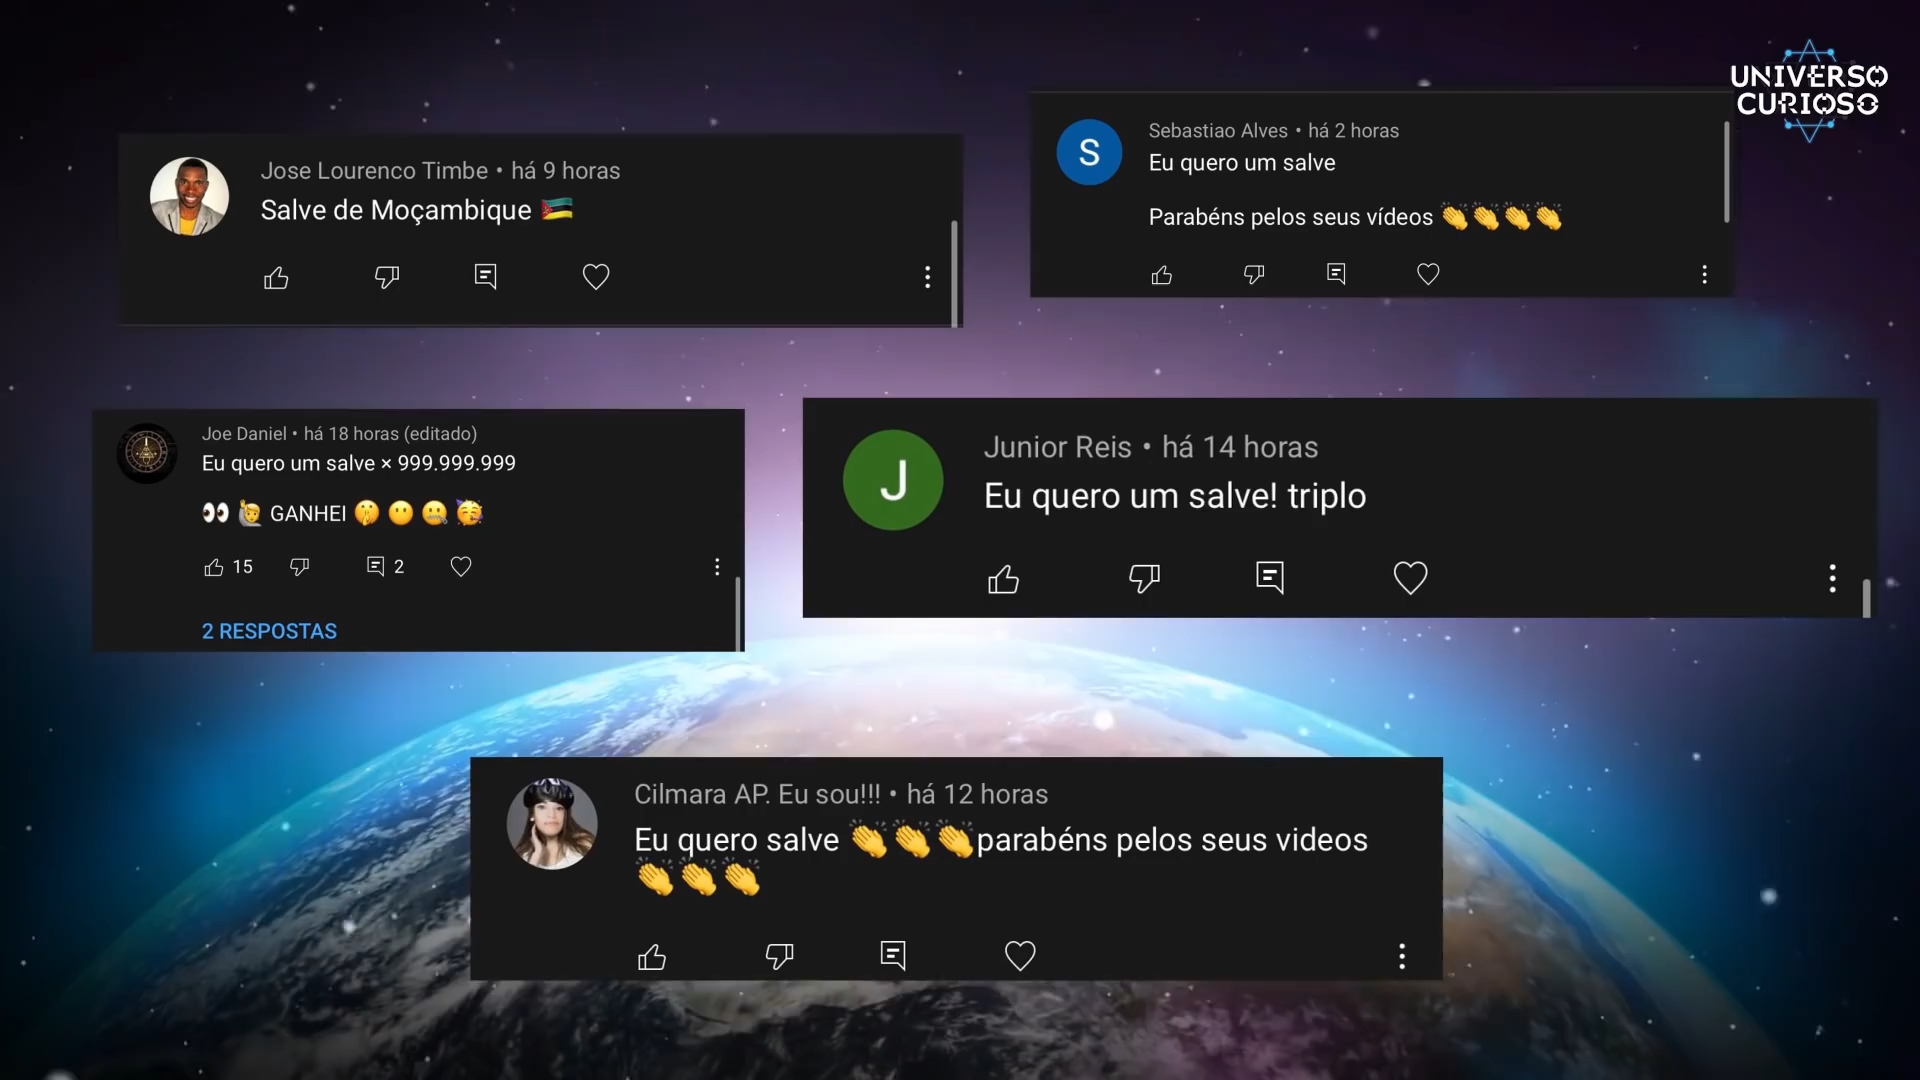 UNIVERSO
CURIOSO
Jose Lourenco Timbe • há 9 horas
Salve de Moçambique 🇲🇿
S
Sebastiao Alves • há 2 horas
Eu quero um salve
Parabéns pelos seus vídeos 👏👏👏👏
Joe Daniel • há 18 horas (editado)
Eu quero um salve × 999.999.999
👀 🙋 GANHEI 🤫 😶 🤐 🥳
15
2
2 RESPOSTAS
J
Junior Reis • há 14 horas
Eu quero um salve! triplo
Cilmara AP. Eu sou!!! • há 12 horas
Eu quero salve 👏👏👏parabéns pelos seus videos
👏👏👏